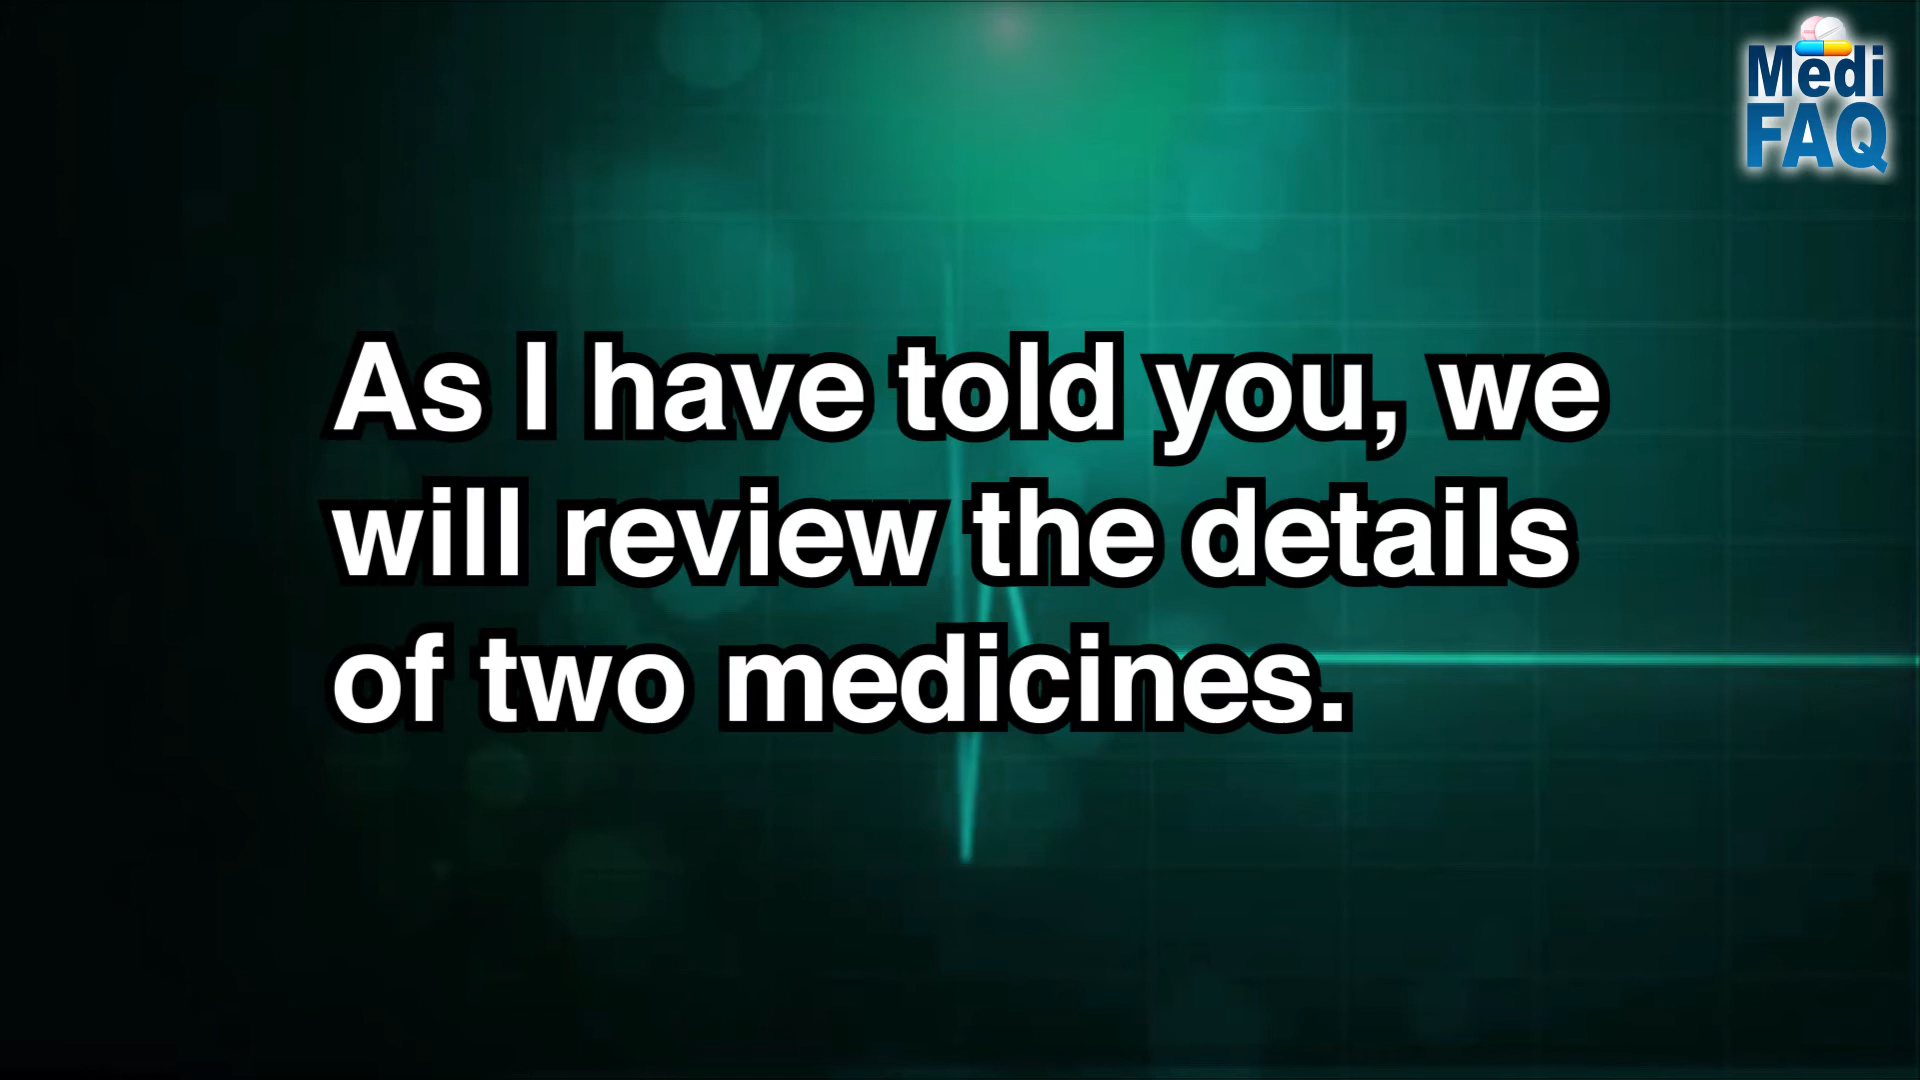 Medi
FAQ
As I have told you, we
will review the details
of two medicines.